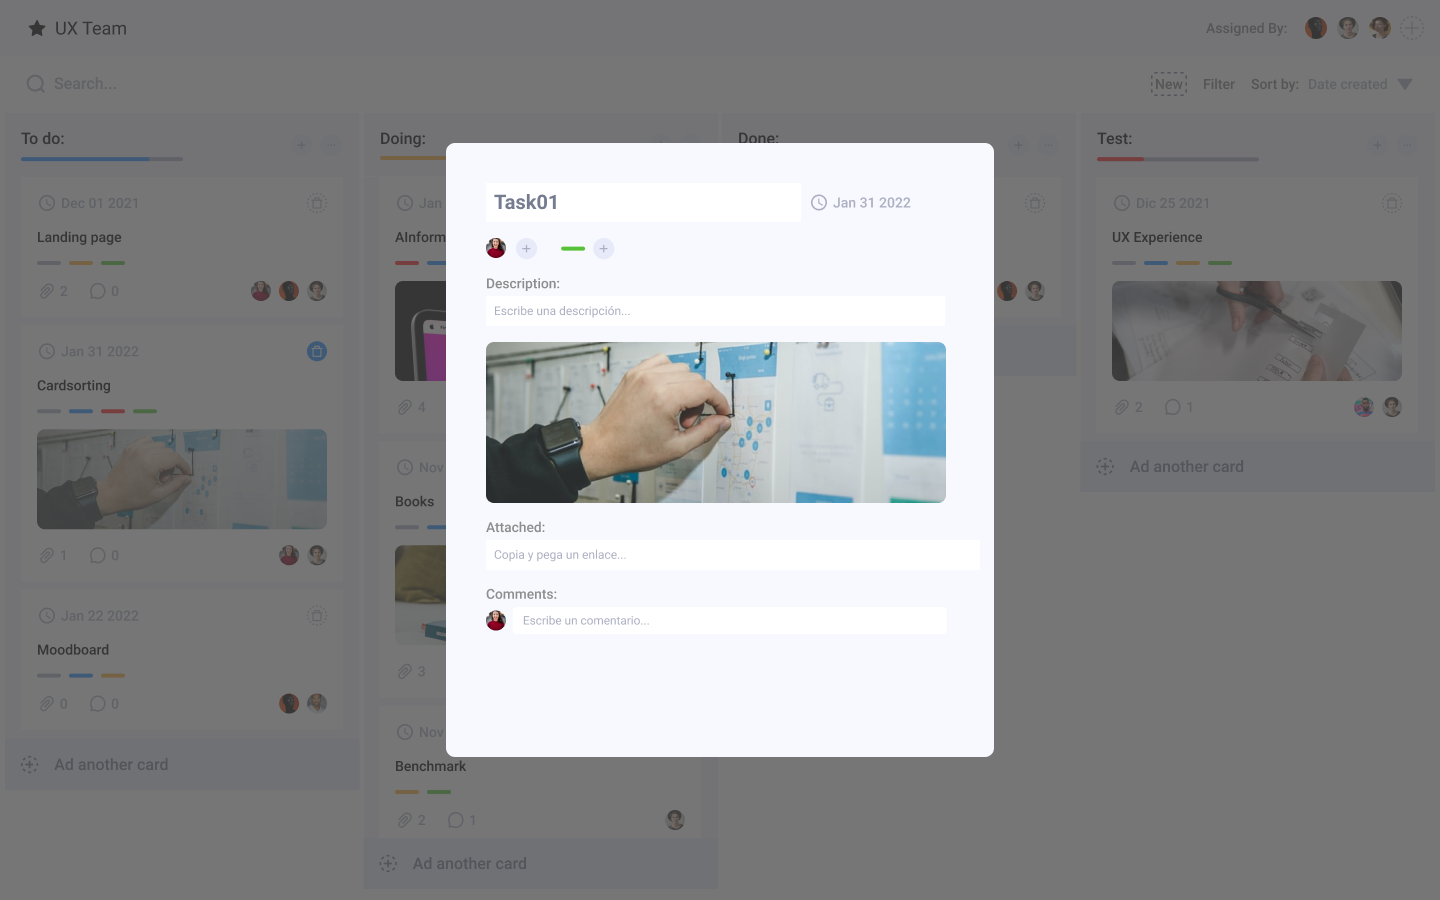 UX Team
Assigned By:
Search...
New Filter Sort by: Date created
To do:
Doing:
Done:
Test:
Dec 01 2021
Landing page
2 0
Jan 31 2022
Cardsorting
1 0
Jan 22 2022
Moodboard
0 0
Ad another card
Jan
AInform
4
Nov
Books
3
Nov
Benchmark
2 1
Ad another card
Task01
Jan 31 2022
Description:
Escribe una descripción...
Attached:
Copia y pega un enlace...
Comments:
Escribe un comentario...
Dic 25 2021
UX Experience
2 1
Ad another card